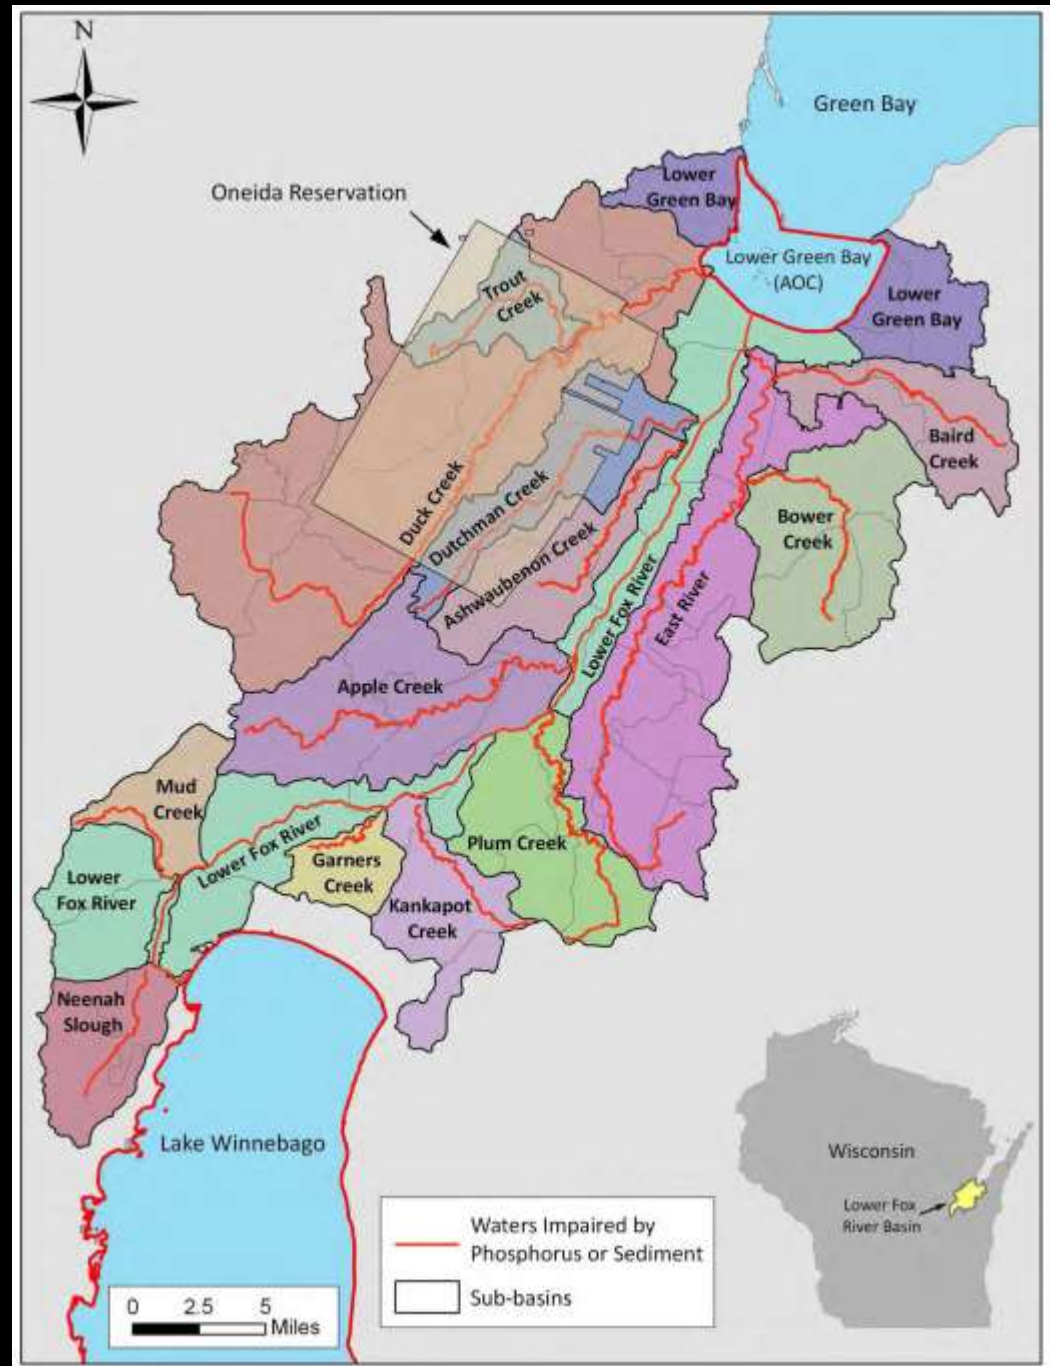 N
Green Bay
Lower
Green Bay
Oneida Reservation
Lower Green Bay
(AOC)
Trout
Creek
Lower
Green Bay
Baird
Creek
Duck Creek
Dutchman Creek
Bower
Creek
Ashwaubenon Creek
Lower Fox River
East River
Apple Creek
Mud
Creek
Lower Fox River
Plum Creek
Garners
Creek
Lower
Fox River
Kankapot
Creek
Neenah
Slough
Lake Winnebago
Wisconsin
Lower Fox
River Basin
Waters Impaired by
Phosphorus or Sediment
Sub-basins
0 2.5 5
Miles